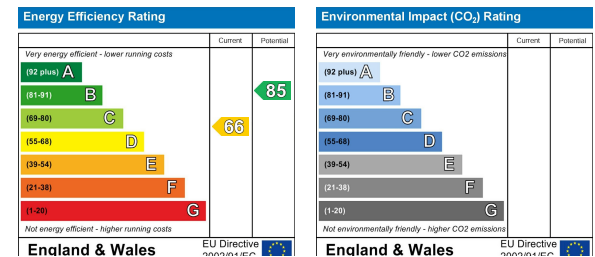 Energy Efficiency Rating
Current Potential
Very energy efficient - lower running costs
(92 plus) A
(81-91) B
85
(69-80) C
66
(55-68) D
(39-54) E
(21-38) F
(1-20) G
Not energy efficient - higher running costs
England & Wales
EU Directive
2002/91/EC
Environmental Impact (CO₂) Rating
Current Potential
Very environmentally friendly - lower CO2 emissions
(92 plus) A
(81-91) B
(69-80) C
(55-68) D
(39-54) E
(21-38) F
(1-20) G
Not environmentally friendly - higher CO2 emissions
England & Wales
EU Directive
2002/91/EC